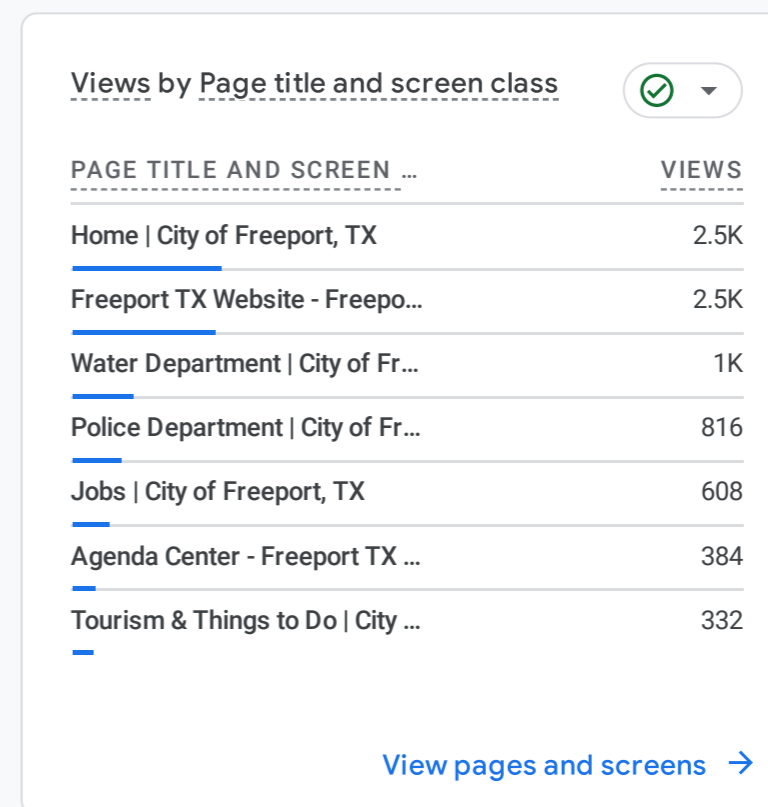 Views by Page title and screen class
PAGE TITLE AND SCREEN ... VIEWS
Home | City of Freeport, TX 2.5K
Freeport TX Website - Freepo... 2.5K
Water Department | City of Fr... 1K
Police Department | City of Fr... 816
Jobs | City of Freeport, TX 608
Agenda Center - Freeport TX ... 384
Tourism & Things to Do | City ... 332
View pages and screens